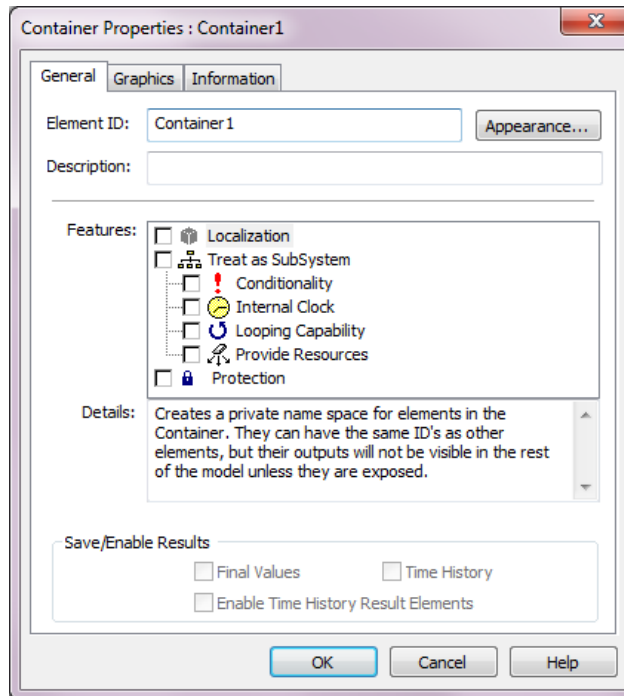 Container Properties : Container1
General Graphics Information
Element ID: Container1 Appearance...
Description:
Features: Localization
Treat as SubSystem
Conditionality
Internal Clock
Looping Capability
Provide Resources
Protection
Details: Creates a private name space for elements in the
Container. They can have the same ID's as other
elements, but their outputs will not be visible in the rest
of the model unless they are exposed.
Save/Enable Results
Final Values Time History
Enable Time History Result Elements
OK Cancel Help